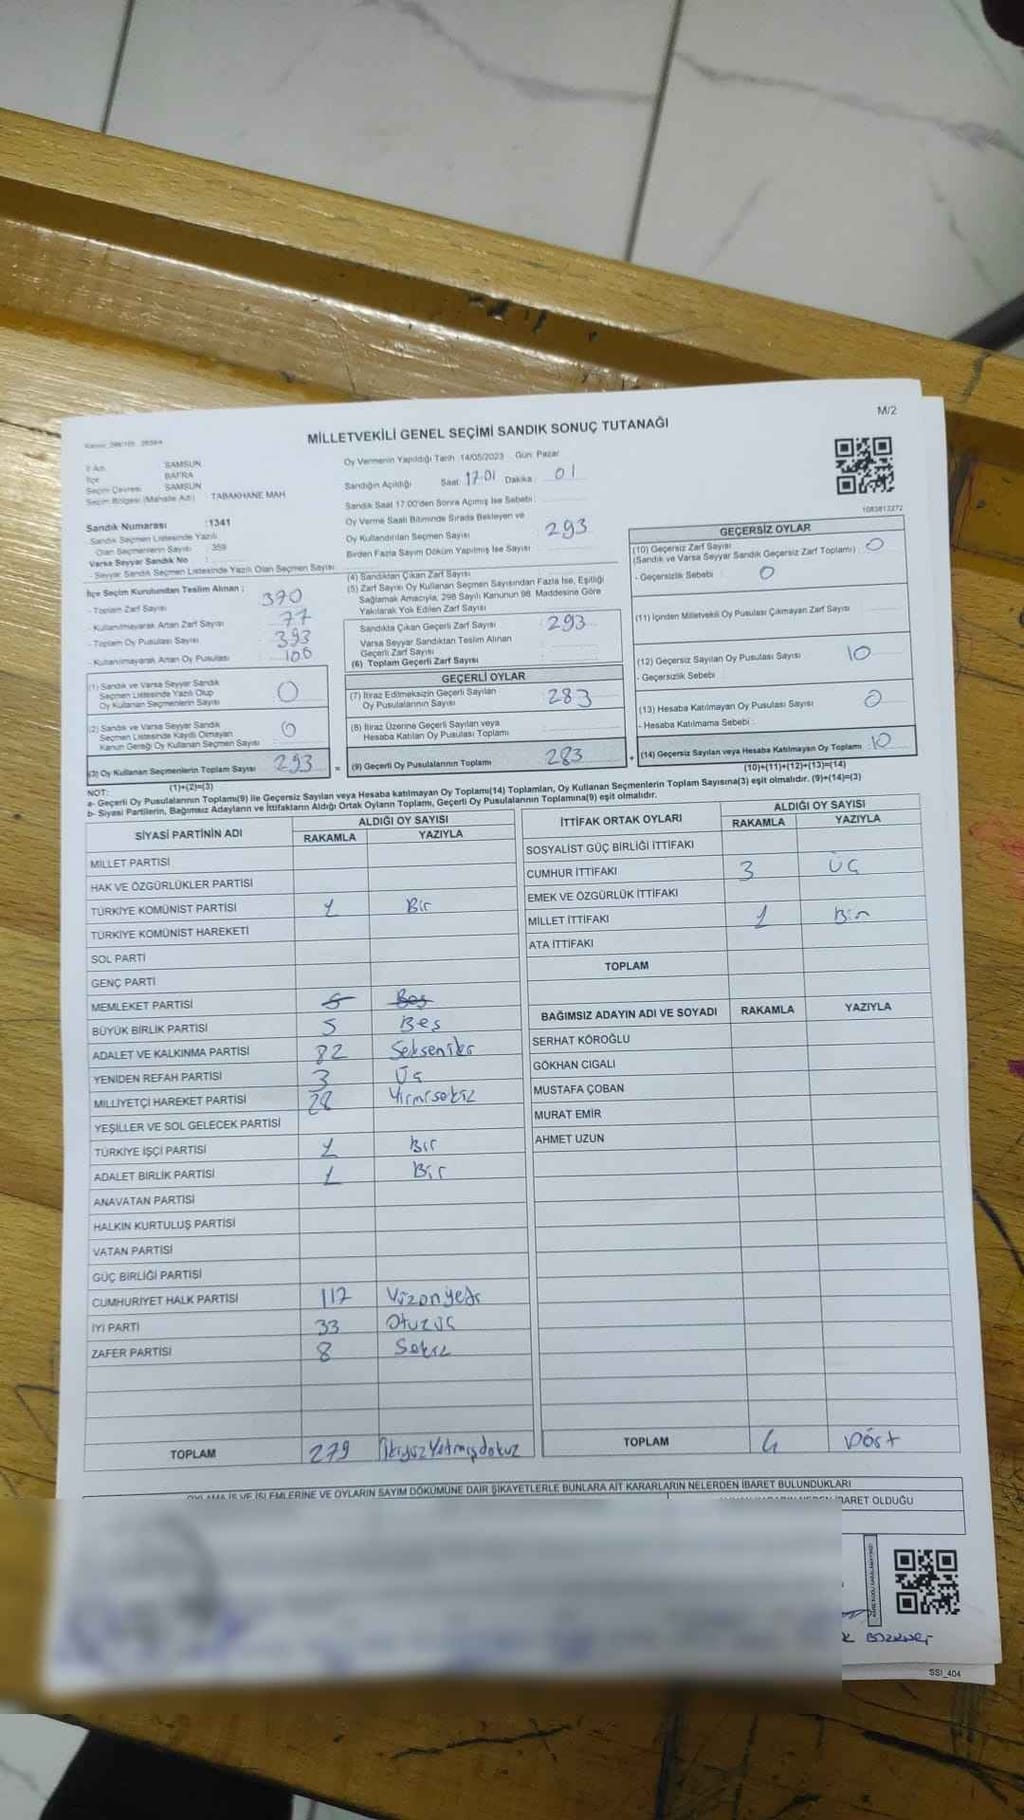 M/2
MİLLETVEKİLİ GENEL SEÇİMİ SANDIK SONUÇ TUTANAĞI
İl Adı SAMSUN
İlçe BAFRA
Seçim Çevresi SAMSUN
Seçim Bölgesi (Mahalle Adı) : TABAKHANE MAH
Sandık Numarası :1341
Sandık Seçmen Listesinde Yazılı
Olan Seçmenlerin Sayısı : 359
Varsa Seyyar Sandık No
- Seyyar Sandık Seçmen Listesinde Yazılı Olan Seçmen Sayısı
İlçe Seçim Kurulundan Teslim Alınan :
- Toplam Zarf Sayısı 370
- Kullanılmayarak Artan Zarf Sayısı 77
- Toplam Oy Pusulası Sayısı 393
- Kullanılmayarak Artan Oy Pusulası 100
(1) Sandık ve Varsa Seyyar Sandık
Seçmen Listesinde Yazılı Olup
Oy Kullanan Seçmenlerin Sayısı 0
(2) Sandık ve Varsa Seyyar Sandık
Seçmen Listesinde Kaydı Olmayan
Kanun Gereği Oy Kullanan Seçmen Sayısı 0
(3) Oy Kullanan Seçmenlerin Toplam Sayısı 293
(1)+(2)=(3)
Oy Vermenin Yapıldığı Tarih :14/05/2023 Gün: Pazar
Sandığın Açıldığı Saat: 17.01 Dakika : 01
Sandık Saat 17.00'den Sonra Açımış İse Sebebi :
Oy Verme Saati Bitiminde Sırada Bekleyen ve
Oy Kullandırılan Seçmen Sayısı 293
Birden Fazla Sayım Döküm Yapılmış İse Sayısı
(4) Sandıktan Çıkan Zarf Sayısı
(5) Zarf Sayısı Oy Kullanan Seçmen Sayısından Fazla İse, Eşitliği
Sağlamak Amacıyla, 298 Sayılı Kanunun 98. Maddesine Göre
Yakılarak Yok Edilen Zarf Sayısı
Sandıkta Çıkan Geçerli Zarf Sayısı 293
Varsa Seyyar Sandıktan Teslim Alınan
Geçerli Zarf Sayısı
(6) Toplam Geçerli Zarf Sayısı
GEÇERLİ OYLAR
(7) İtiraz Edilmeksizin Geçerli Sayılan
Oy Pusulalarının Sayısı 283
(8) İtiraz Üzerine Geçerli Sayılan veya
Hesaba Katılan Oy Pusulası Toplamı
= (9) Geçerli Oy Pusulalarının Toplamı 283
1083813272
GEÇERSİZ OYLAR
(10) Geçersiz Zarf Sayısı
(Sandık ve Varsa Seyyar Sandık Geçersiz Zarf Toplamı) 0
- Geçersizlik Sebebi : 0
(11) İçinden Milletvekili Oy Pusulası Çıkmayan Zarf Sayısı
(12) Geçersiz Sayılan Oy Pusulası Sayısı 10
- Geçersizlik Sebebi
(13) Hesaba Katılmayan Oy Pusulası Sayısı 0
- Hesaba Katılmama Sebebi :
+ (14) Geçersiz Sayılan veya Hesaba Katılmayan Oy Toplamı : 10
(10)+(11)+(12)+(13)=(14)
NOT:
a- Geçerli Oy Pusulalarının Toplamı(9) ile Geçersiz Sayılan veya Hesaba katılmayan Oy Toplamı(14) Toplamları, Oy Kullanan Seçmenlerin Toplam Sayısına(3) eşit olmalıdır. (9)+(14)=(3)
b- Siyasi Partilerin, Bağımsız Adayların ve İttifakların Aldığı Ortak Oyların Toplamı, Geçerli Oy Pusulalarının Toplamına(9) eşit olmalıdır.
SİYASİ PARTİNİN ADI ALDIĞI OY SAYISI
RAKAMLA YAZIYLA
MİLLET PARTİSİ
HAK VE ÖZGÜRLÜKLER PARTİSİ
TÜRKİYE KOMÜNİST PARTİSİ 1 Bir
TÜRKİYE KOMÜNİST HAREKETİ
SOL PARTİ
GENÇ PARTİ
MEMLEKET PARTİSİ 5 Beş
BÜYÜK BİRLİK PARTİSİ 5 Beş
ADALET VE KALKINMA PARTİSİ 82 Seksen iki
YENİDEN REFAH PARTİSİ 3 Üç
MİLLİYETÇİ HAREKET PARTİSİ 28 Yirmi sekiz
YEŞİLLER VE SOL GELECEK PARTİSİ
TÜRKİYE İŞÇİ PARTİSİ 1 Bir
ADALET BİRLİK PARTİSİ 1 Bir
ANAVATAN PARTİSİ
HALKIN KURTULUŞ PARTİSİ
VATAN PARTİSİ
GÜÇ BİRLİĞİ PARTİSİ
CUMHURİYET HALK PARTİSİ 117 Yüzonyedi
İYİ PARTİ 33 Otuzüç
ZAFER PARTİSİ 8 Sekiz
TOPLAM 279 İkiyüz Yetmişdokuz
İTTİFAK ORTAK OYLARI ALDIĞI OY SAYISI
RAKAMLA YAZIYLA
SOSYALİST GÜÇ BİRLİĞİ İTTİFAKI
CUMHUR İTTİFAKI 3 Üç
EMEK VE ÖZGÜRLÜK İTTİFAKI
MİLLET İTTİFAKI 1 Bir
ATA İTTİFAKI
TOPLAM
BAĞIMSIZ ADAYIN ADI VE SOYADI RAKAMLA YAZIYLA
SERHAT KÖROĞLU
GÖKHAN CIGALI
MUSTAFA ÇOBAN
MURAT EMİR
AHMET UZUN
TOPLAM 4 Dört
OYLAMA İŞ VE İŞLEMLERİNE VE OYLARIN SAYIM DÖKÜMÜNE DAİR ŞİKAYETLERLE BUNLARA AİT KARARLARIN NELERDEN İBARET BULUNDUKLARI
İBARET OLDUĞU
SSI_404